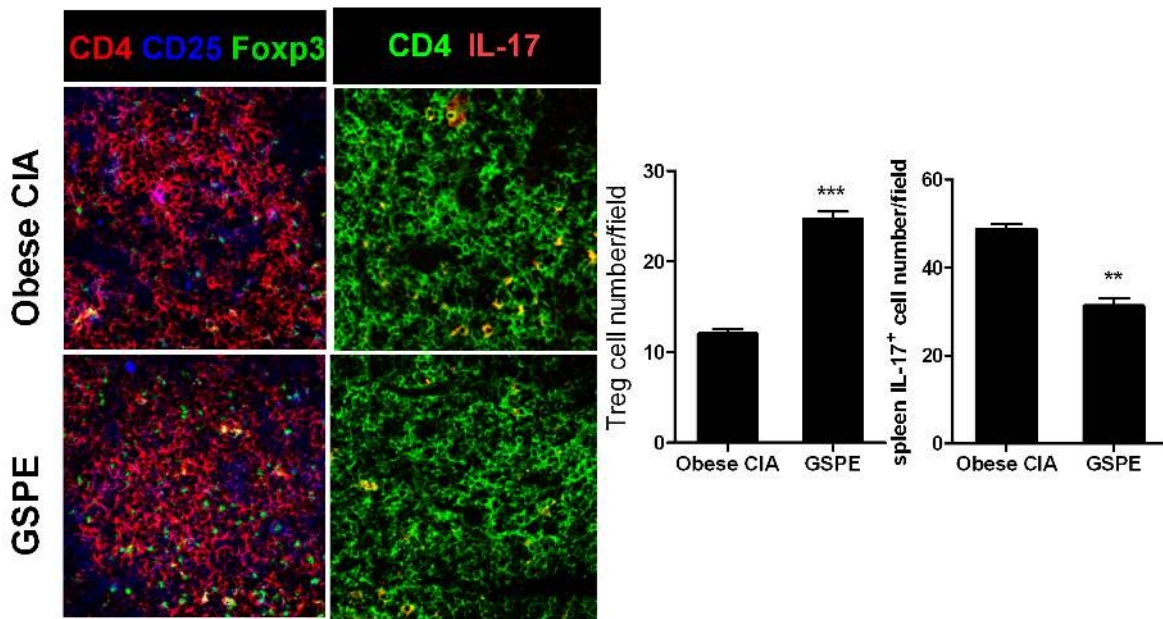 CD4 CD25 Foxp3
CD4 IL-17
Obese CIA
GSPE
Treg cell number/field
30
20
10
0
***
Obese CIA GSPE
spleen IL-17+ cell number/field
60
40
20
0
**
Obese CIA GSPE